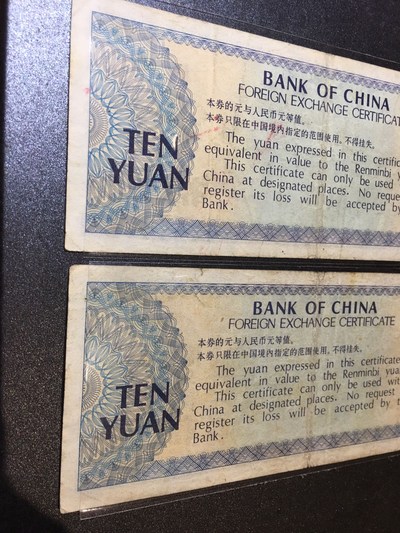 BANK OF CHINA
FOREIGN EXCHANGE CERTIFICAT
本券的元与人民币元等值。
本券只限在中国境内指定的范围使用,不得挂失。
The yuan expressed in this certific
equivalent in value to the Renminbi y
This certificate can only be used
China at designated places. No reque
register its loss will be accepted by
Bank.
TEN
YUAN
BANK OF CHINA
FOREIGN EXCHANGE CERTIFICATE
本券的元与人民币元等值。
本券只限在中国境内指定的范围使用,不得挂失。
The yuan expressed in this certificate
equivalent in value to the Renminbi yua
This certificate can only be used wit
China at designated places. No request
register its loss will be accepted by t
Bank.
TEN
YUAN